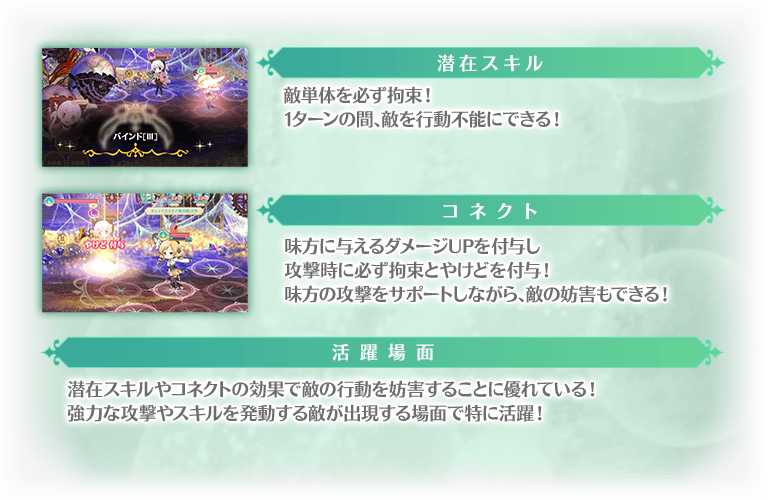 潜在スキル
敵単体を必ず拘束！
1ターンの間、敵を行動不能にできる！
バインド[Ⅲ]
コネクト
味方に与えるダメージUPを付与し
攻撃時に必ず拘束とやけどを付与！
味方の攻撃をサポートしながら、敵の妨害もできる！
やけど 付与
活躍場面
潜在スキルやコネクトの効果で敵の行動を妨害することに優れている！
強力な攻撃やスキルを発動する敵が出現する場面で特に活躍！